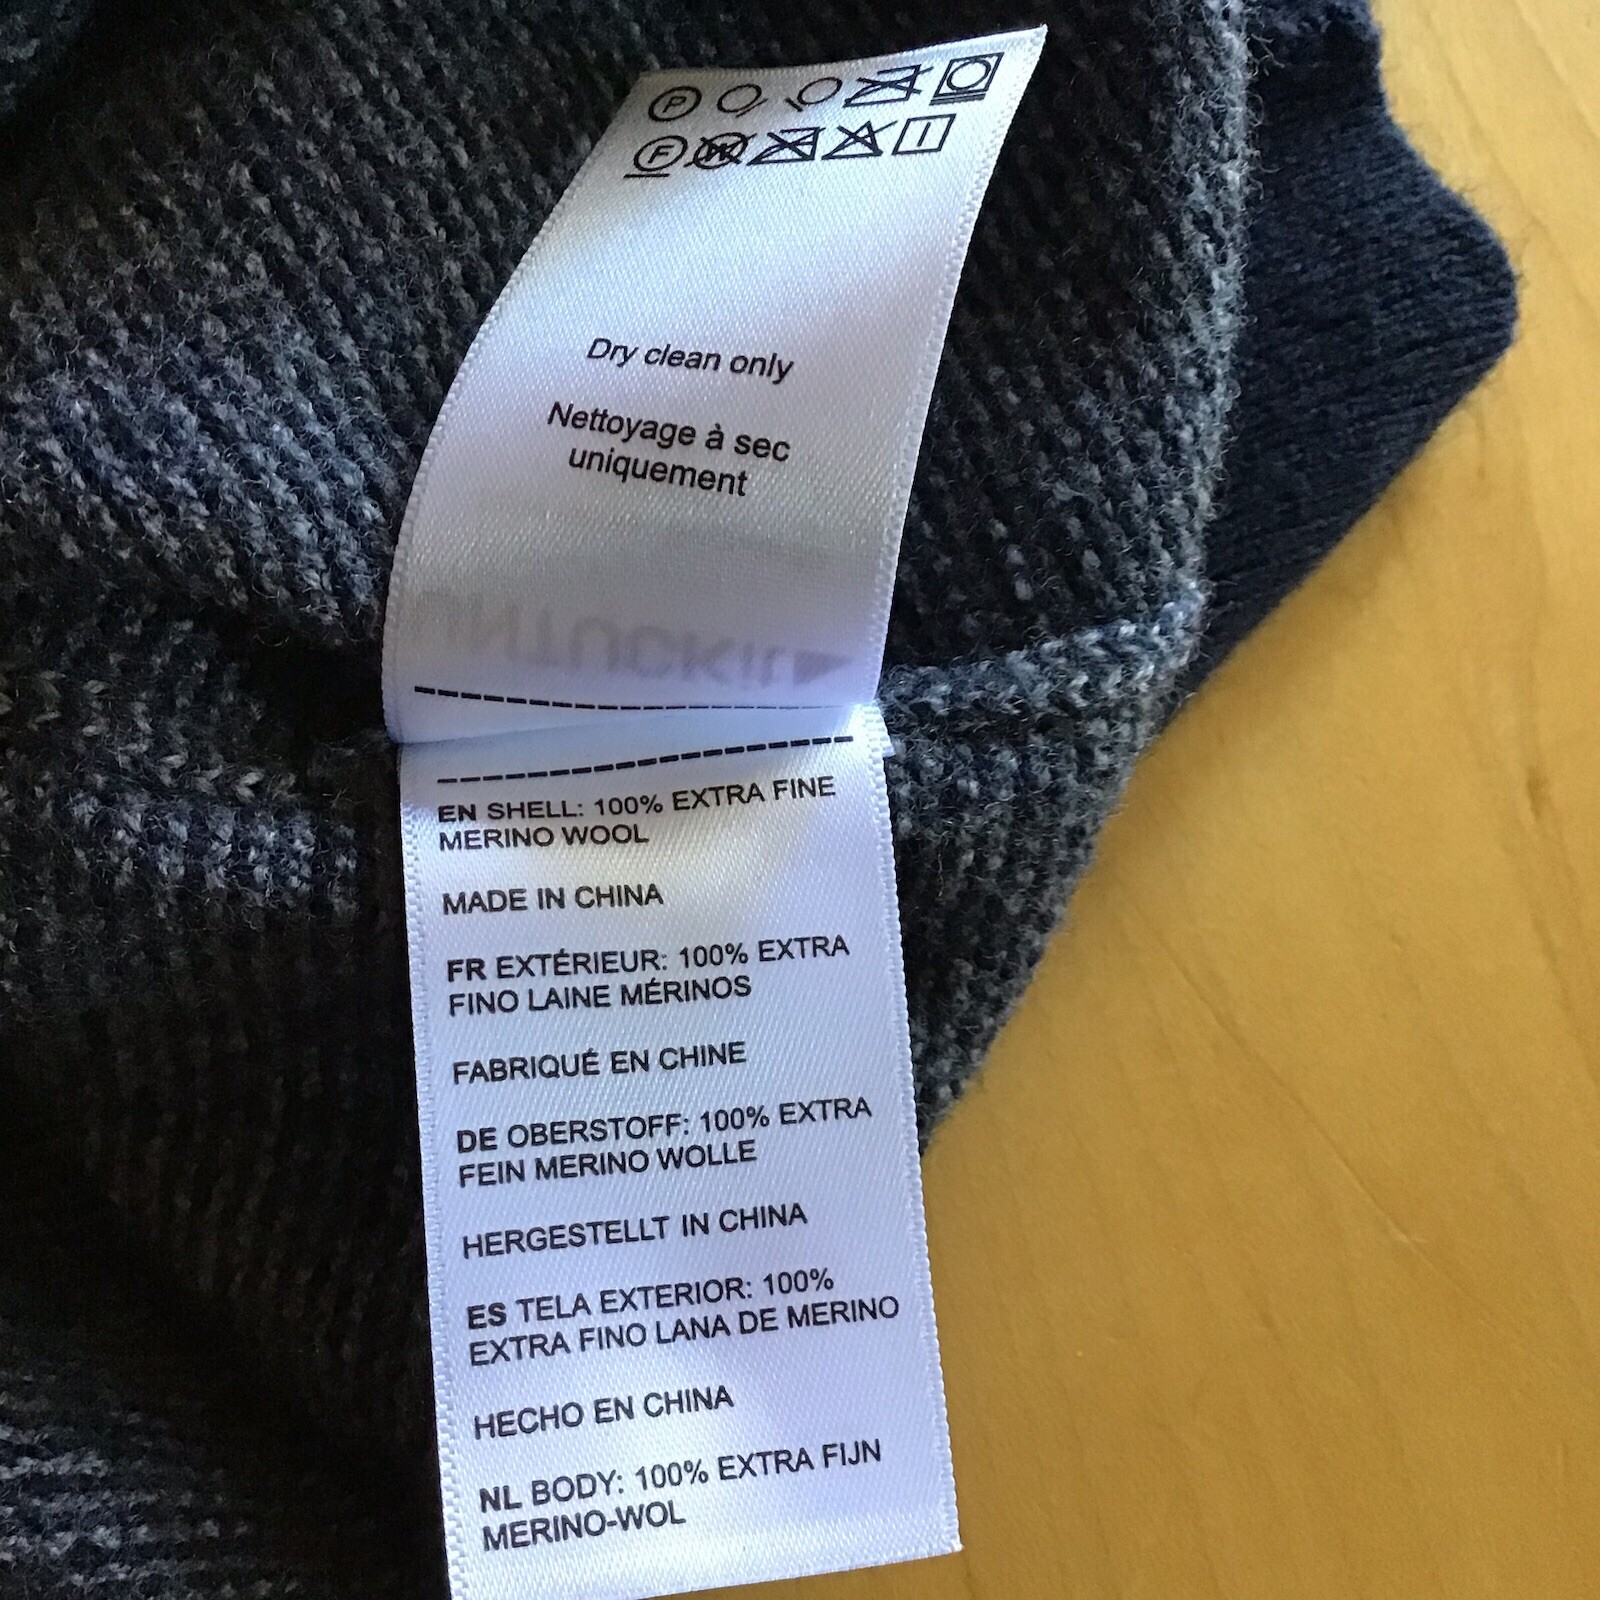 P
F W
Dry clean only
Nettoyage à sec
uniquement
EN SHELL: 100% EXTRA FINE
MERINO WOOL
MADE IN CHINA
FR EXTÉRIEUR: 100% EXTRA
FINO LAINE MÉRINOS
FABRIQUÉ EN CHINE
DE OBERSTOFF: 100% EXTRA
FEIN MERINO WOLLE
HERGESTELLT IN CHINA
ES TELA EXTERIOR: 100%
EXTRA FINO LANA DE MERINO
HECHO EN CHINA
NL BODY: 100% EXTRA FIJN
MERINO-WOL